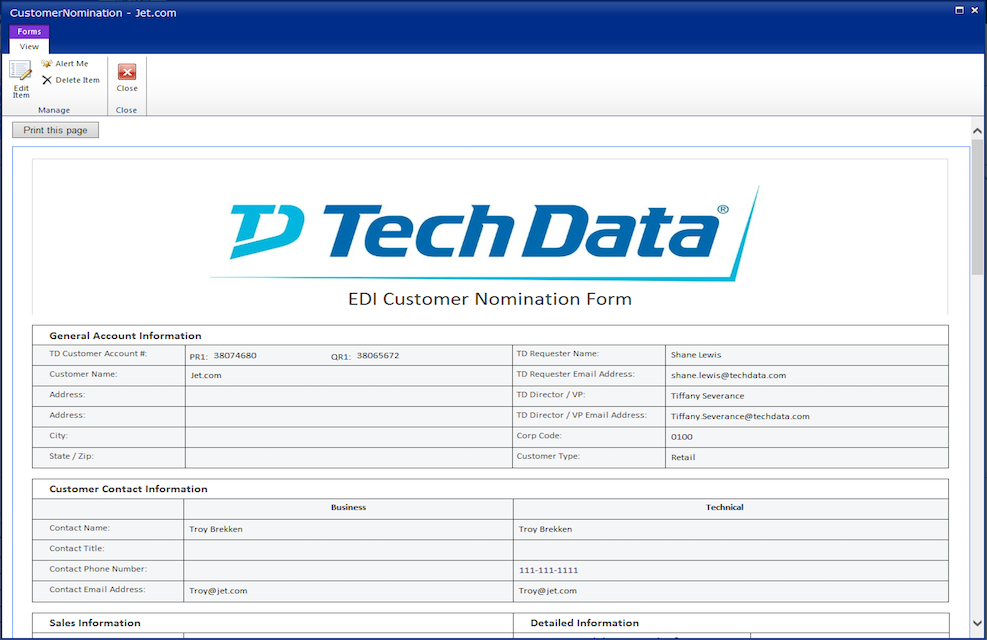 CustomerNomination - Jet.com
Forms
View
Edit Item
Alert Me
Delete Item
Close
Manage
Close
Print this page
TD Tech Data®
EDI Customer Nomination Form
General Account Information
TD Customer Account #: PR1: 38074680 QR1: 38065672 TD Requester Name: Shane Lewis
Customer Name: Jet.com TD Requester Email Address: shane.lewis@techdata.com
Address: TD Director / VP: Tiffany Severance
Address: TD Director / VP Email Address: Tiffany.Severance@techdata.com
City: Corp Code: 0100
State / Zip: Customer Type: Retail
Customer Contact Information
Business Technical
Contact Name: Troy Brekken Troy Brekken
Contact Title:
Contact Phone Number: 111-111-1111
Contact Email Address: Troy@jet.com Troy@jet.com
Sales Information Detailed Information